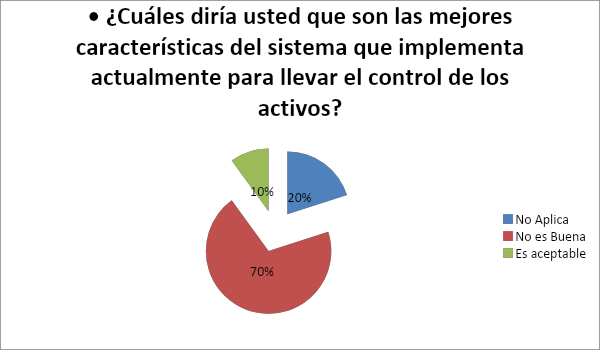 • ¿Cuáles diría usted que son las mejores
características del sistema que implementa
actualmente para llevar el control de los
activos?
10%
20%
70%
No Aplica
No es Buena
Es aceptable